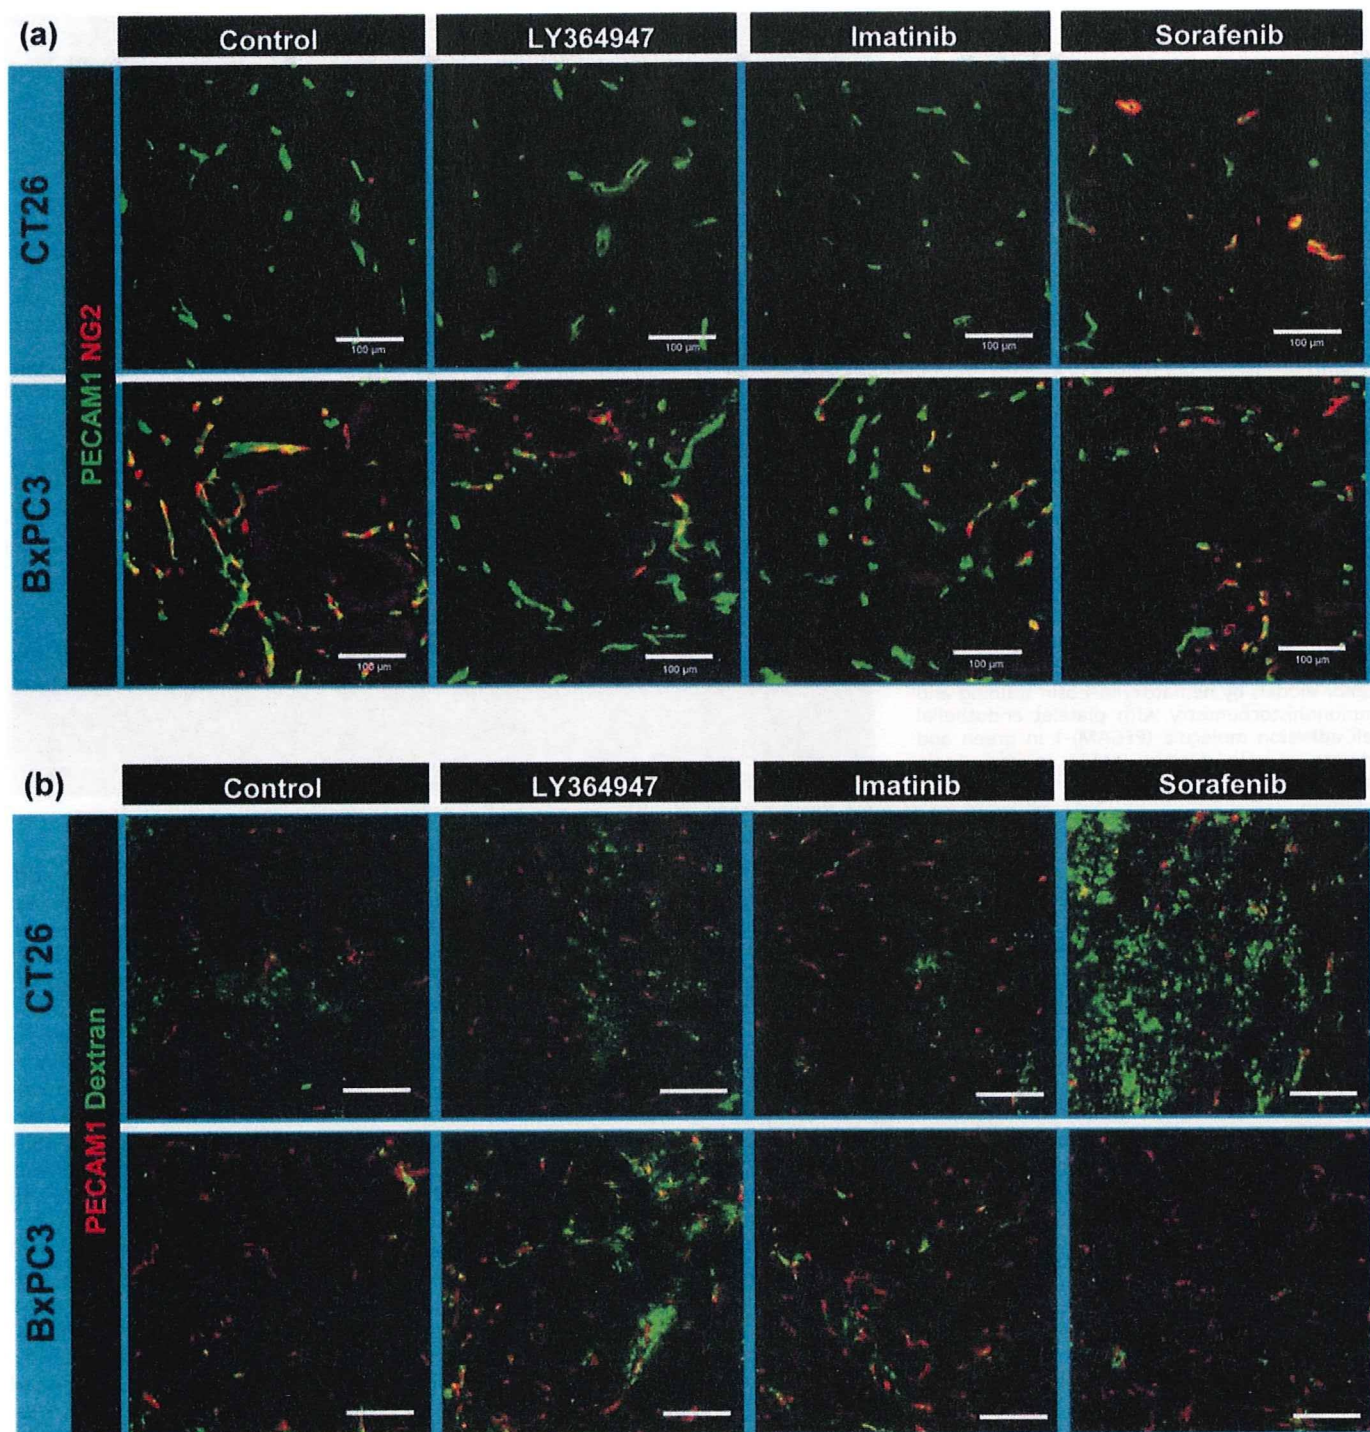 (a)
Control
LY364947
Imatinib
Sorafenib
CT26
PECAM1 NG2
100 µm
100 µm
100 µm
100 µm
BxPC3
100 µm
100 µm
100 µm
100 µm
(b)
Control
LY364947
Imatinib
Sorafenib
CT26
PECAM1 Dextran
BxPC3